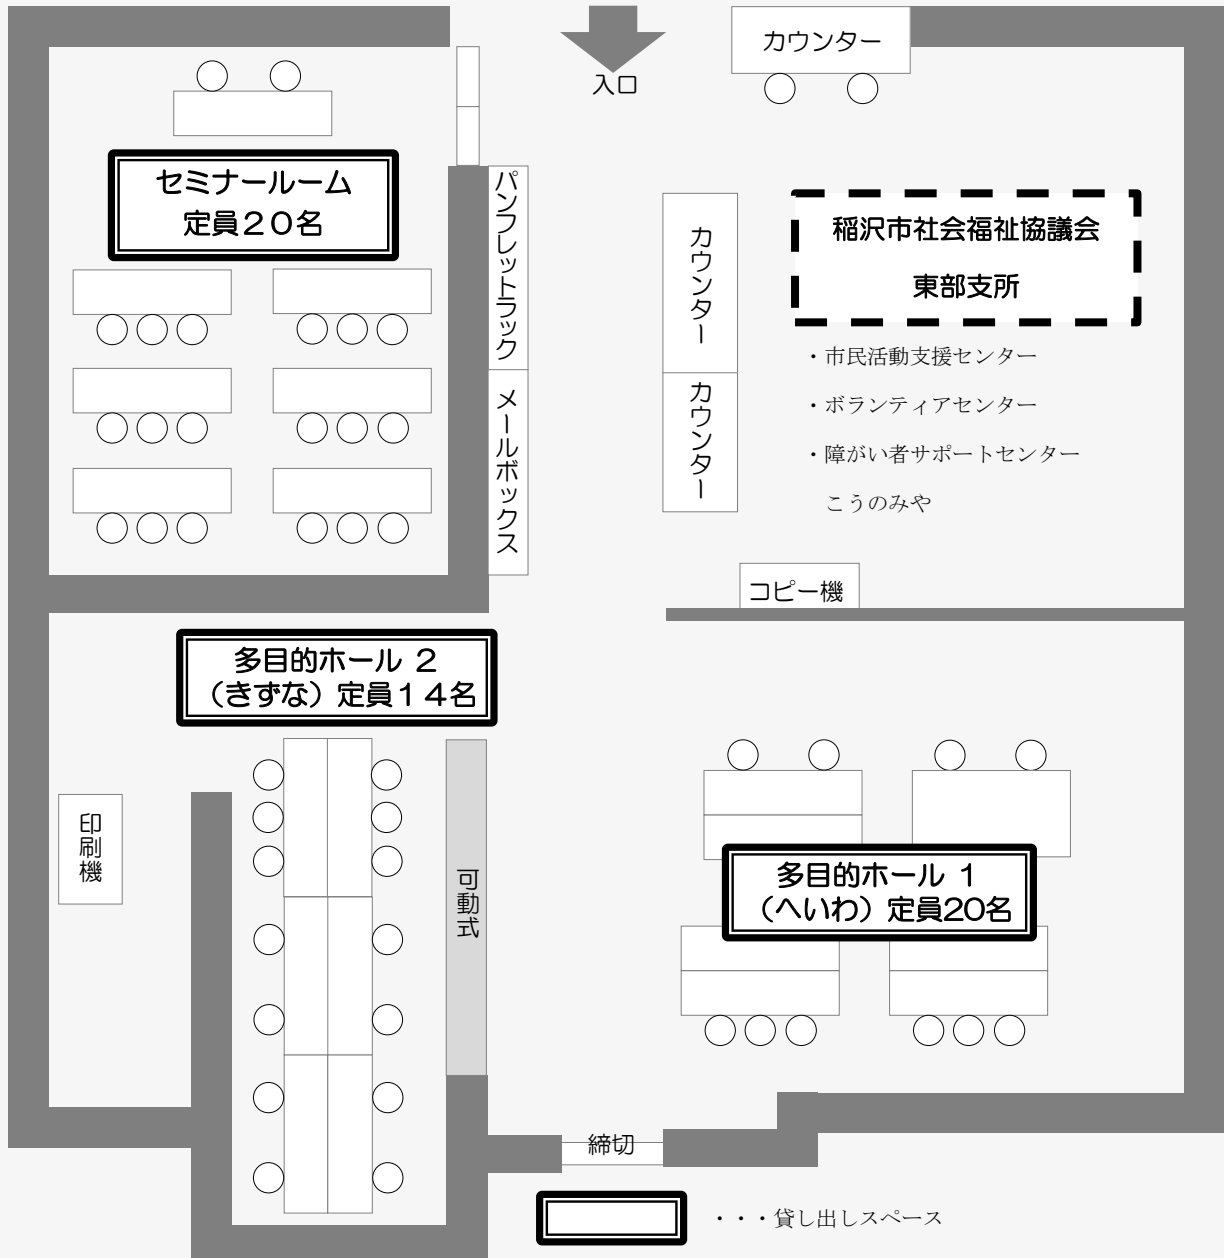 カウンター
入口
セミナールーム
定員２０名
パンフレットラック
メールボックス
カウンター
カウンター
稲沢市社会福祉協議会
東部支所
・市民活動支援センター
・ボランティアセンター
・障がい者サポートセンター
こうのみや
コピー機
多目的ホール ２
（きずな）定員１４名
印刷機
可動式
多目的ホール １
（へいわ）定員20名
締切
・・・貸し出しスペース